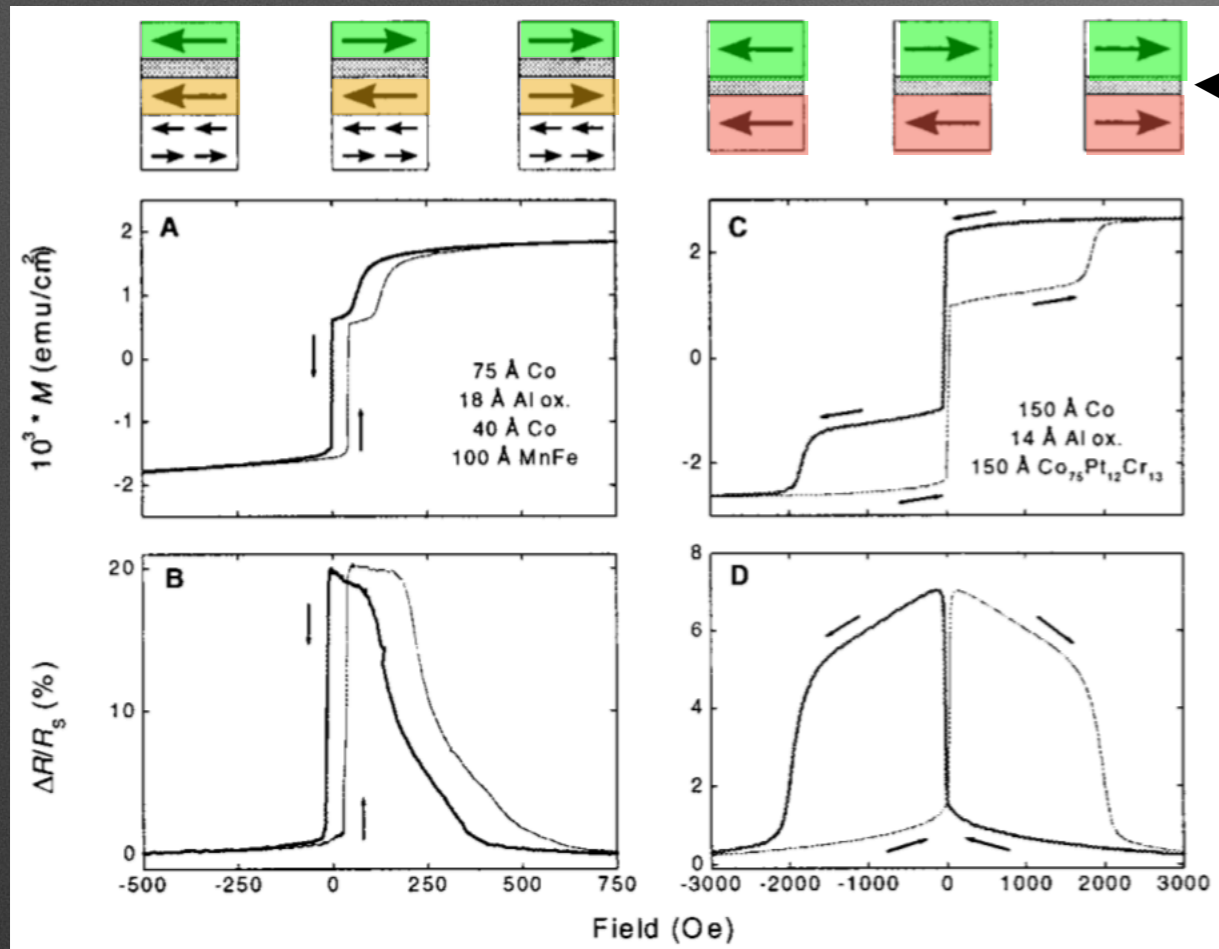 A
C
10³ * M (emu/cm²)
2
1
0
-1
-2
75 Å Co
18 Å Al ox.
40 Å Co
100 Å MnFe
2
0
-2
150 Å Co
14 Å Al ox.
150 Å Co₇₅Pt₁₂Cr₁₃
B
D
ΔR/Rₛ (%)
20
10
0
8
6
4
2
0
-500 -250 0 250 500 750
-3000 -2000 -1000 0 1000 2000 3000
Field (Oe)